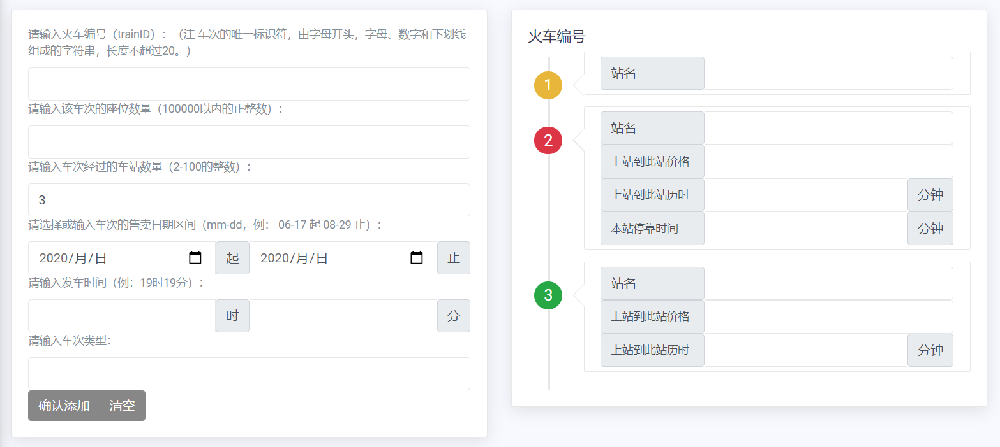 请输入火车编号（trainID）：（注 车次的唯一标识符，由字母开头，字母、数字和下划线
组成的字符串，长度不超过20。）
请输入该车次的座位数量（100000以内的正整数）：
请输入车次经过的车站数量（2-100的整数）：
3
请选择或输入车次的售卖日期区间（mm-dd，例： 06-17 起 08-29 止）：
2020/月/日 起 2020/月/日 止
请输入发车时间（例：19时19分）：
时 分
请输入车次类型：
确认添加 清空
火车编号
1 站名
站名
2
上站到此站价格
上站到此站历时 分钟
本站停靠时间 分钟
站名
3
上站到此站价格
上站到此站历时 分钟